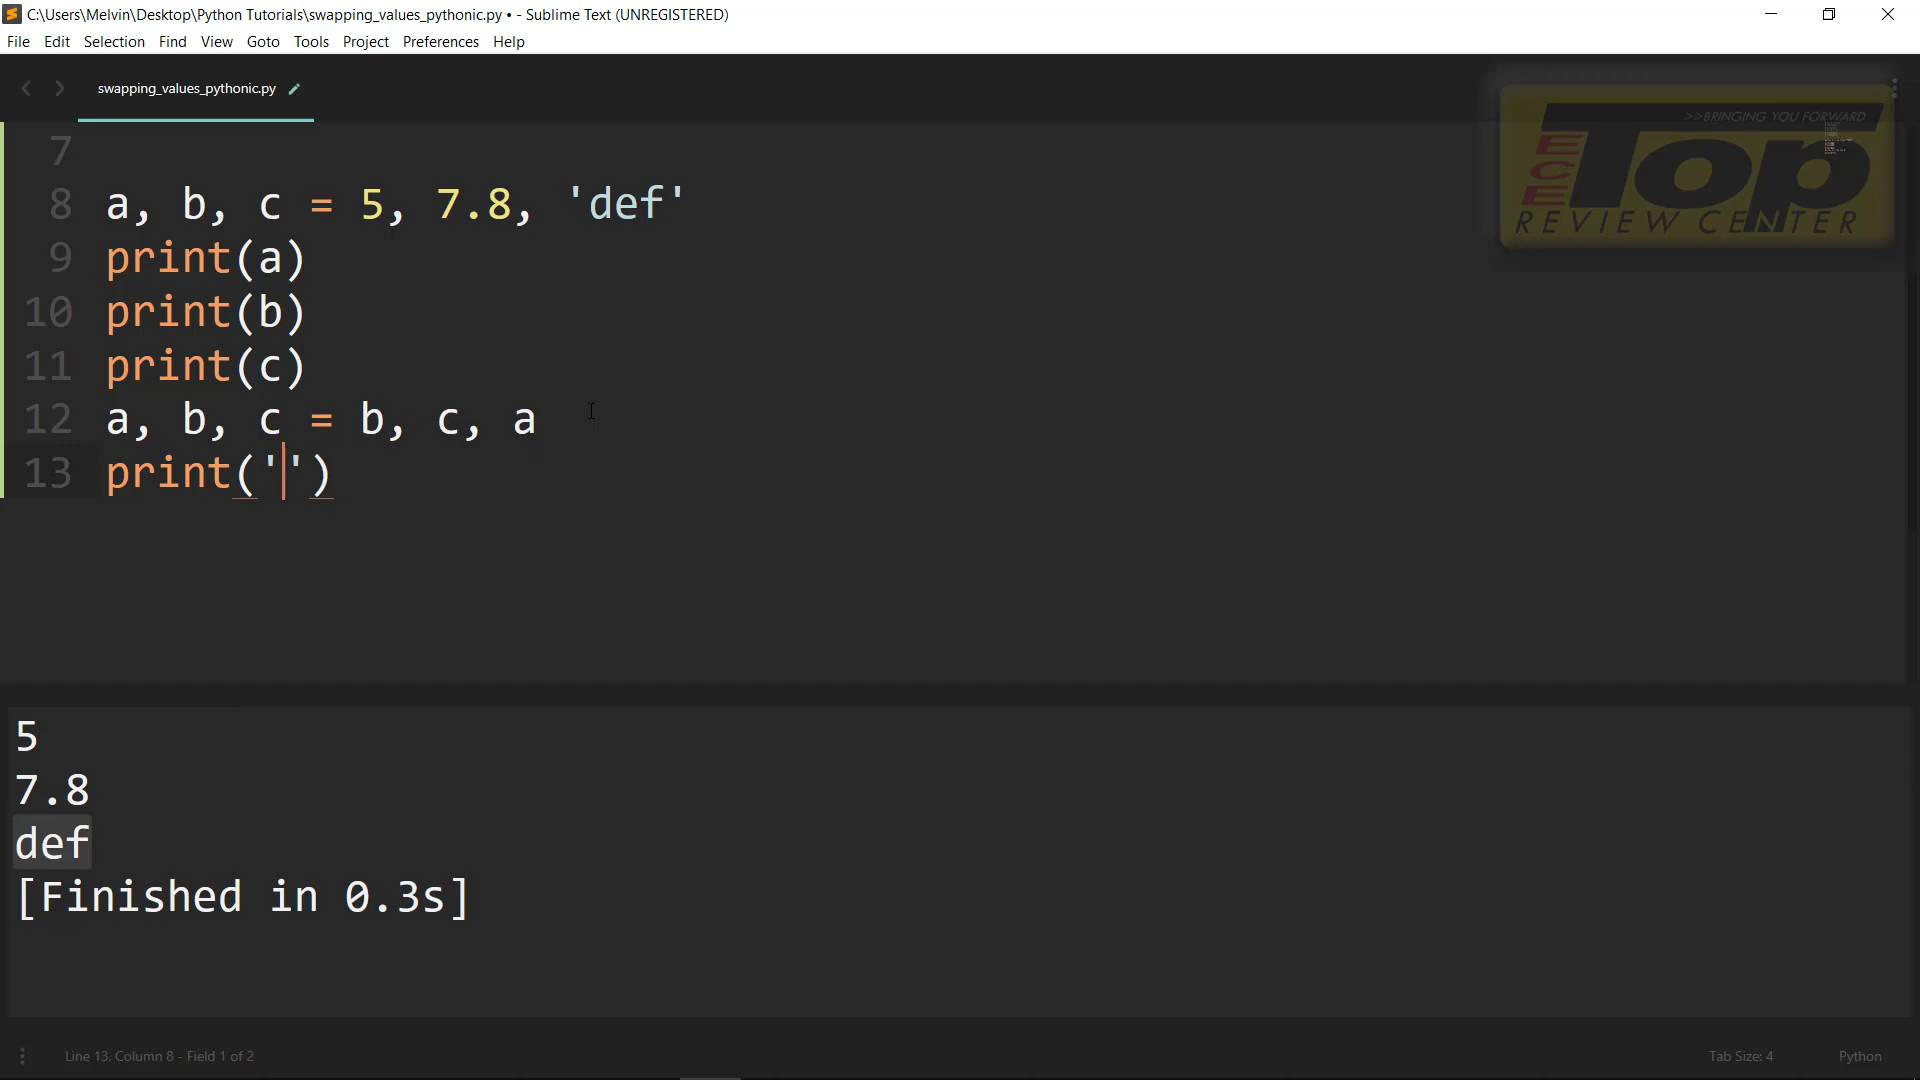 C:\Users\Melvin\Desktop\Python Tutorials\swapping_values_pythonic.py • - Sublime Text (UNREGISTERED)
File Edit Selection Find View Goto Tools Project Preferences Help
swapping_values_pythonic.py
>>BRINGING YOU FORWARD
ECE Top
REVIEW CENTER
7
8 a, b, c = 5, 7.8, 'def'
9 print(a)
10 print(b)
11 print(c)
12 a, b, c = b, c, a
13 print('')
5
7.8
def
[Finished in 0.3s]
Line 13, Column 8 - Field 1 of 2 Tab Size: 4 Python